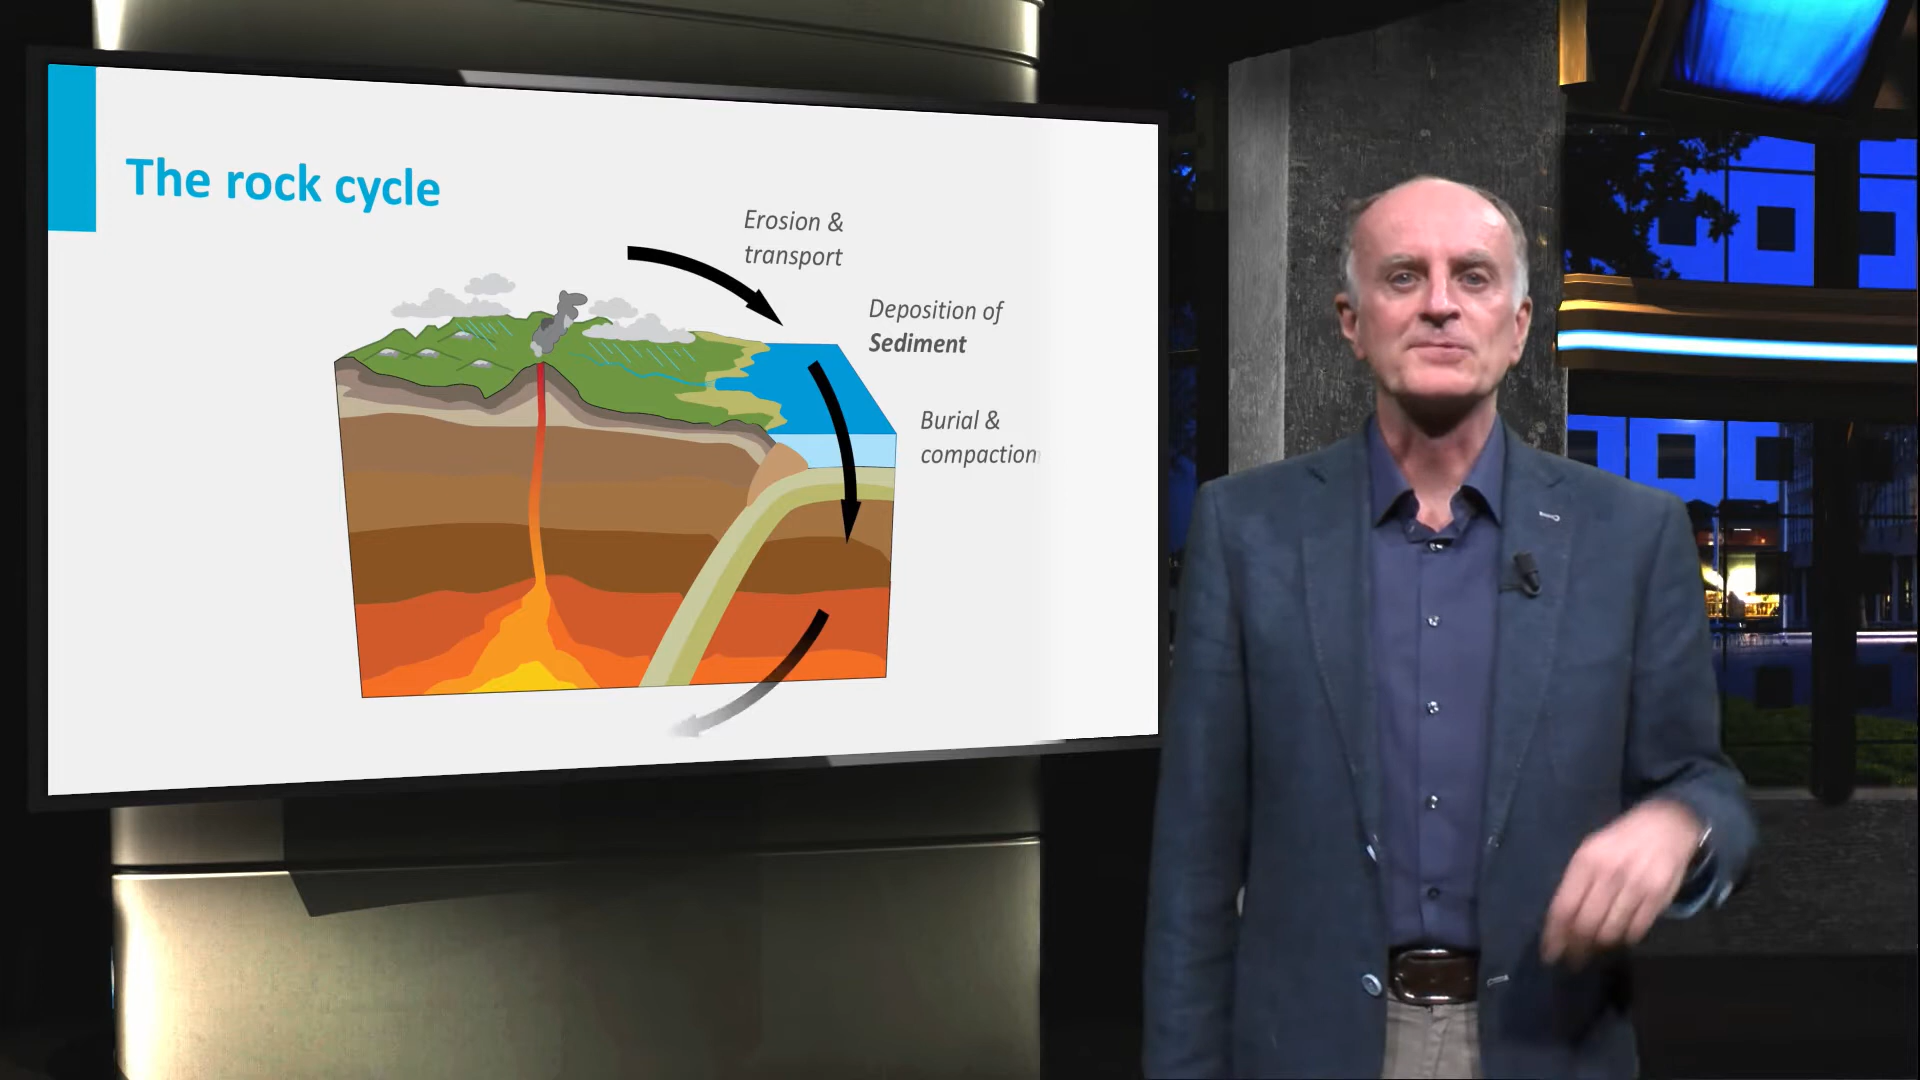 The rock cycle
Erosion &
transport
Deposition of
Sediment
Burial &
compaction